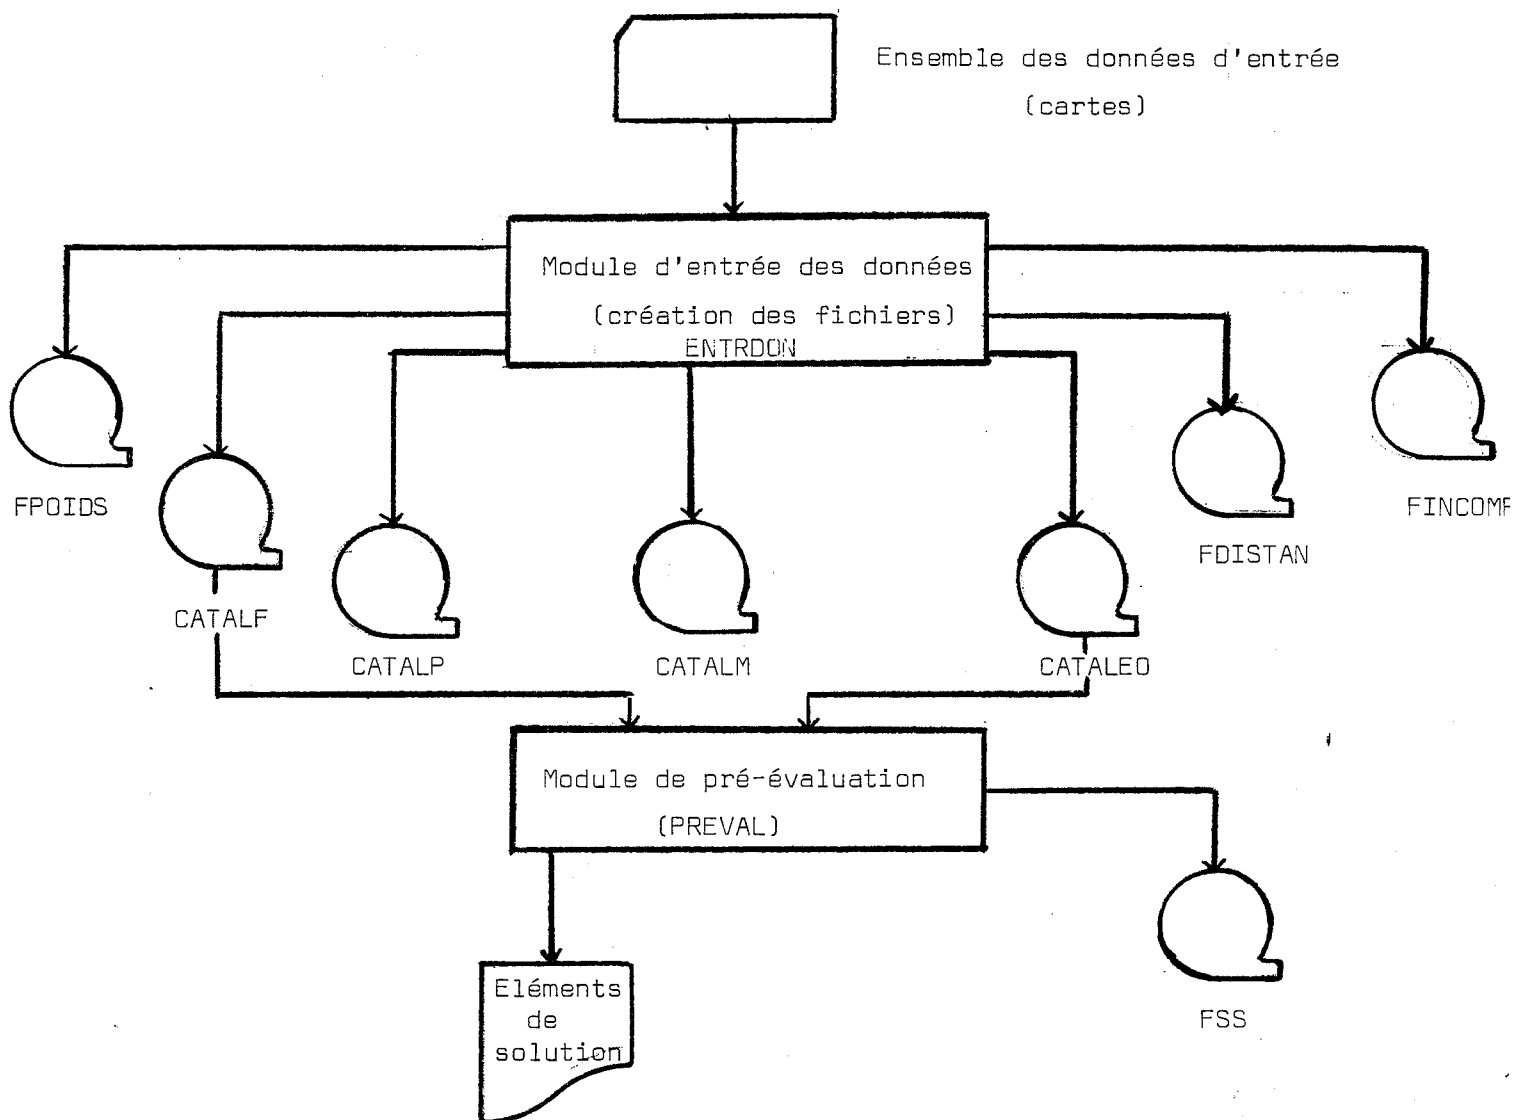 Ensemble des données d'entrée
(cartes)
Module d'entrée des données
(création des fichiers)
ENTRDON
FPOIDS
CATALF
CATALP
CATALM
CATALEO
FDISTAN
Module de pré-évaluation
(PREVAL)
Eléments
de
solution
FSS